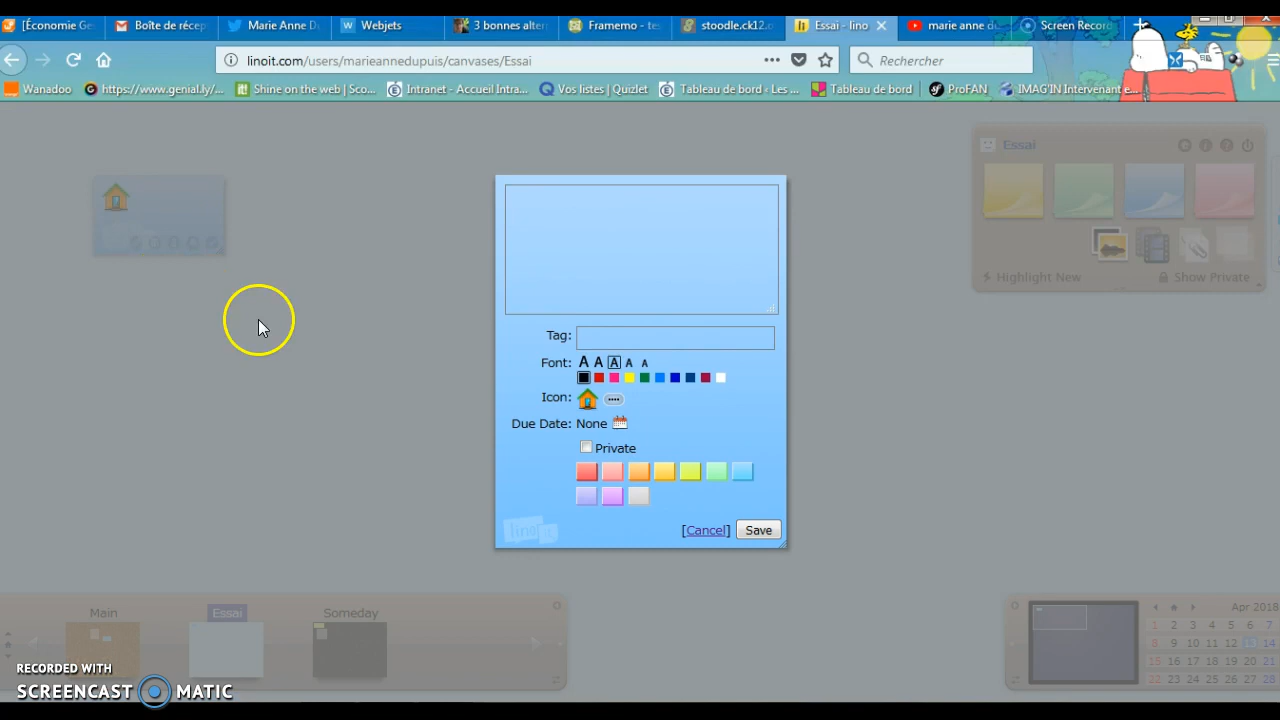 [Économie Ge
Boîte de récep
Marie Anne D
Webjets
3 bonnes alter
Framemo - te
stoodle.ck12.o
Essai - lino
marie anne du
Screen Record
linoit.com/users/marieannedupuis/canvases/Essai
Rechercher
Wanadoo
https://www.genial.ly/...
Shine on the web | Sco...
Intranet - Accueil Intra...
Vos listes | Quizlet
Tableau de bord ‹ Les ...
Tableau de bord
ProFAN
IMAG'IN Intervenant e...
Essai
Highlight New
Show Private
Tag:
Font: A A A A A
Icon:
Due Date: None
Private
linoit
[Cancel] Save
Main
Essai
Someday
Apr 2018
1 2 3 4 5 6 7
8 9 10 11 12 13 14
15 16 17 18 19 20 21
22 23 24 25 26 27 28
RECORDED WITH
SCREENCAST MATIC